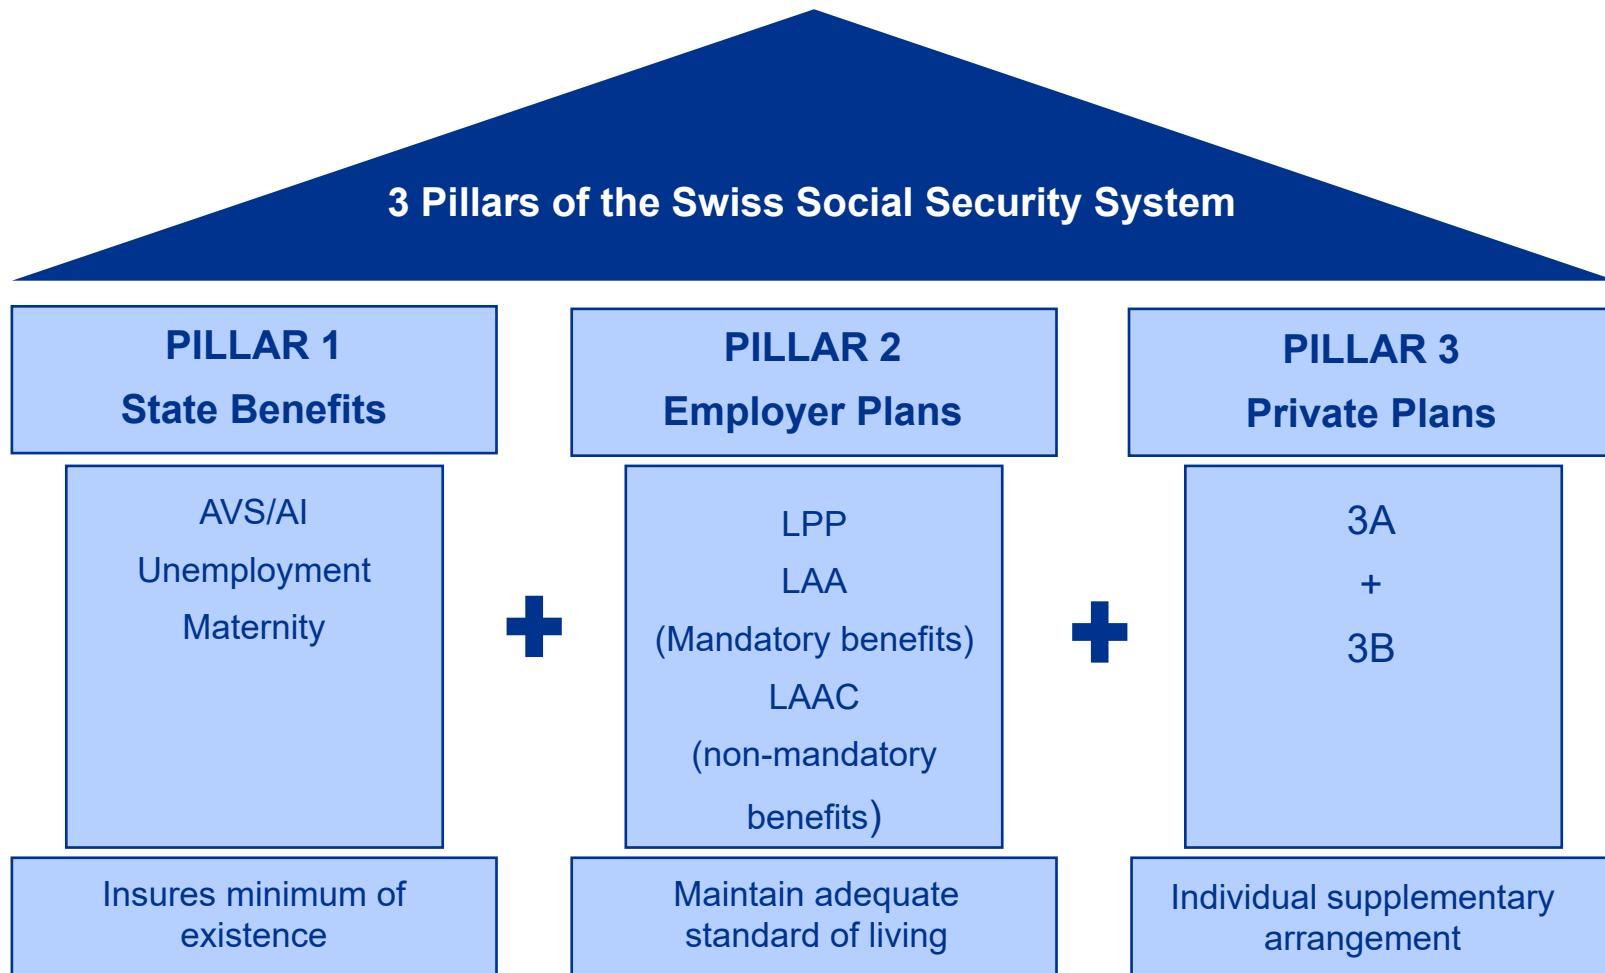 3 Pillars of the Swiss Social Security System
PILLAR 1
State Benefits
AVS/AI
Unemployment
Maternity
Insures minimum of
existence
PILLAR 2
Employer Plans
LPP
LAA
(Mandatory benefits)
LAAC
(non-mandatory
benefits)
Maintain adequate
standard of living
PILLAR 3
Private Plans
3A
+
3B
Individual supplementary
arrangement